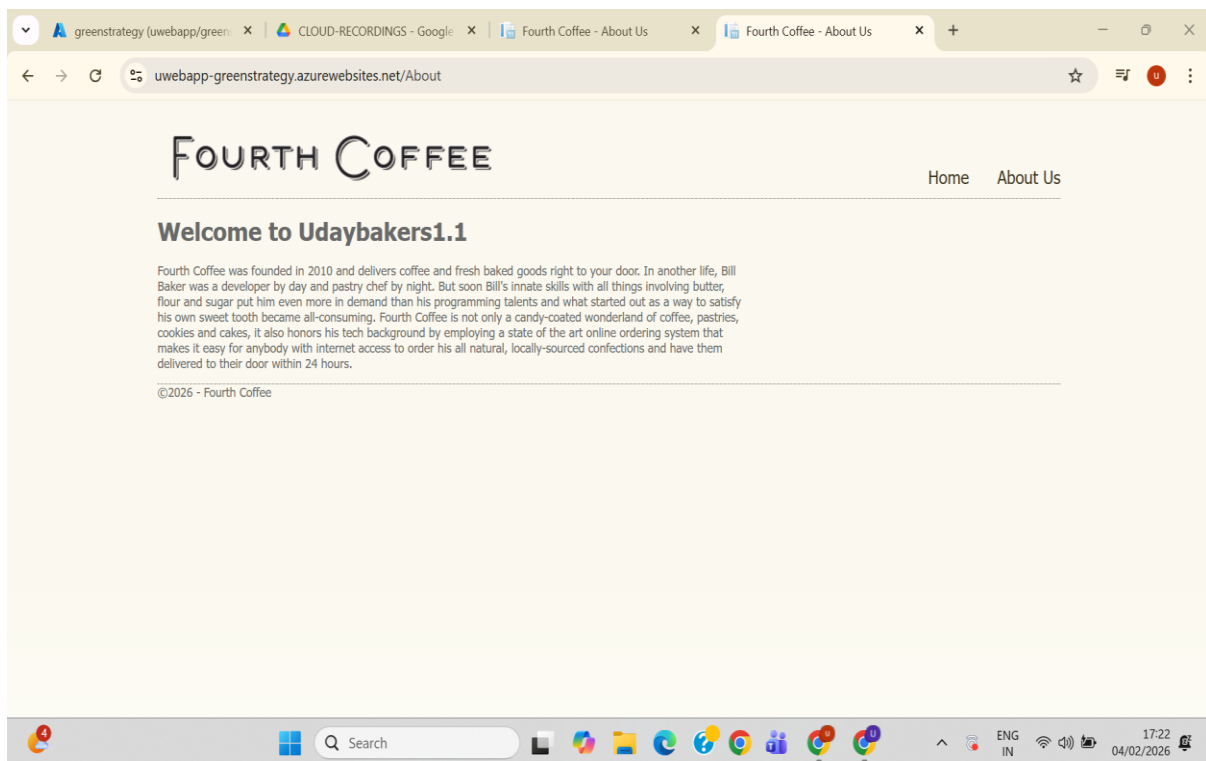 greenstrategy (uwebapp/green
CLOUD-RECORDINGS - Google
Fourth Coffee - About Us
Fourth Coffee - About Us
uwebapp-greenstrategy.azurewebsites.net/About
u
FOURTH COFFEE
Home About Us
Welcome to Udaybakers1.1
Fourth Coffee was founded in 2010 and delivers coffee and fresh baked goods right to your door. In another life, Bill
Baker was a developer by day and pastry chef by night. But soon Bill's innate skills with all things involving butter,
flour and sugar put him even more in demand than his programming talents and what started out as a way to satisfy
his own sweet tooth became all-consuming. Fourth Coffee is not only a candy-coated wonderland of coffee, pastries,
cookies and cakes, it also honors his tech background by employing a state of the art online ordering system that
makes it easy for anybody with internet access to order his all natural, locally-sourced confections and have them
delivered to their door within 24 hours.
©2026 - Fourth Coffee
4
Search
u
U
ENG
IN
17:22
04/02/2026